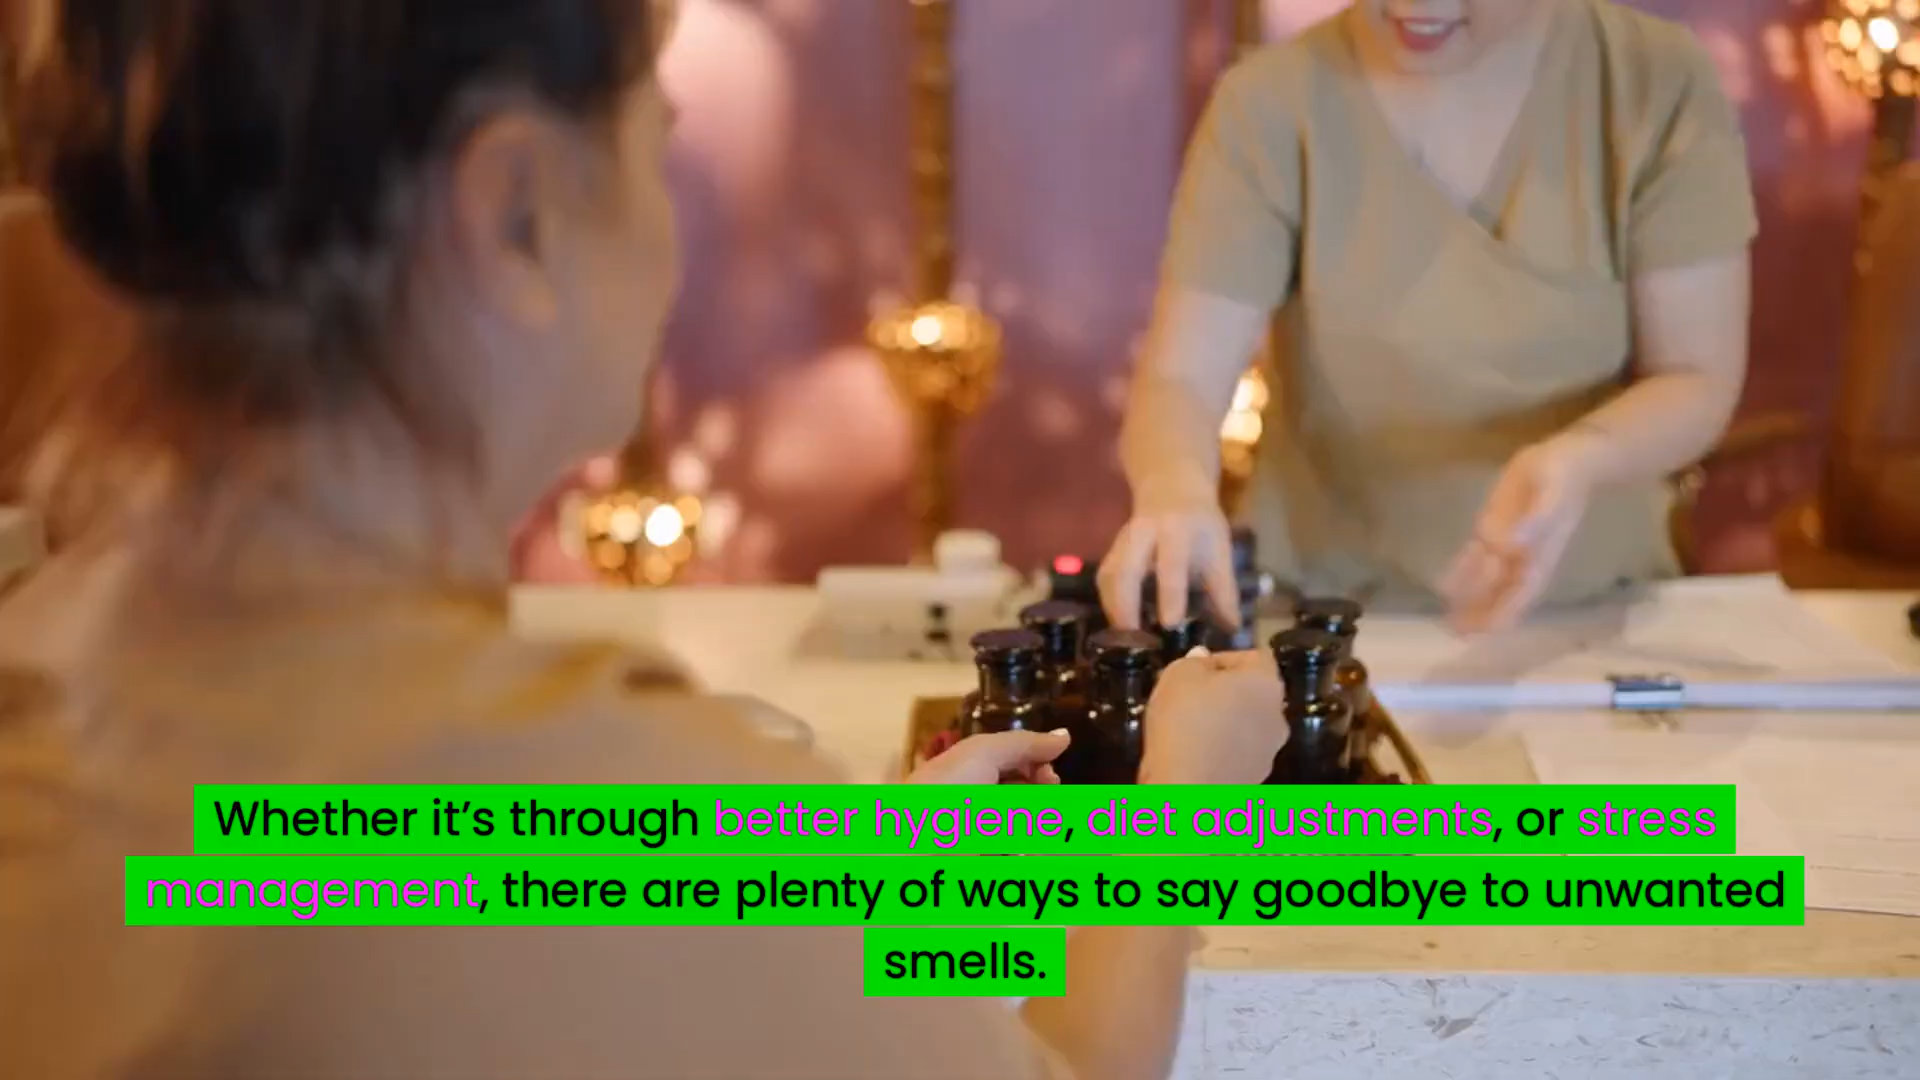 Whether it’s through better hygiene, diet adjustments, or stress
management, there are plenty of ways to say goodbye to unwanted
smells.